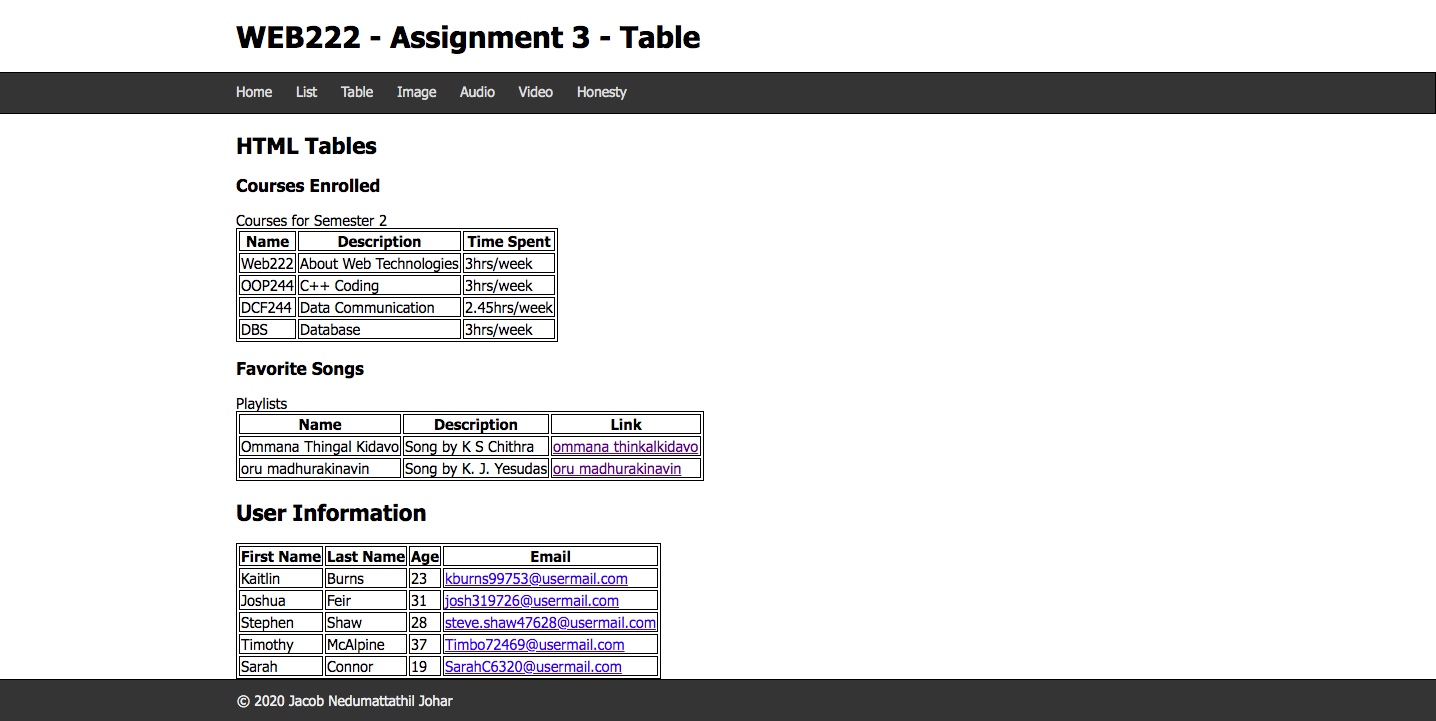 WEB222 - Assignment 3 - Table
Home List Table Image Audio Video Honesty
HTML Tables
Courses Enrolled
Courses for Semester 2
Name Description Time Spent
Web222 About Web Technologies 3hrs/week
OOP244 C++ Coding 3hrs/week
DCF244 Data Communication 2.45hrs/week
DBS Database 3hrs/week
Favorite Songs
Playlists
Name Description Link
Ommana Thingal Kidavo Song by K S Chithra ommana thinkalkidavo
oru madhurakinavin Song by K. J. Yesudas oru madhurakinavin
User Information
First Name Last Name Age Email
Kaitlin Burns 23 kburns99753@usermail.com
Joshua Feir 31 josh319726@usermail.com
Stephen Shaw 28 steve.shaw47628@usermail.com
Timothy McAlpine 37 Timbo72469@usermail.com
Sarah Connor 19 SarahC6320@usermail.com
© 2020 Jacob Nedumattathil Johar